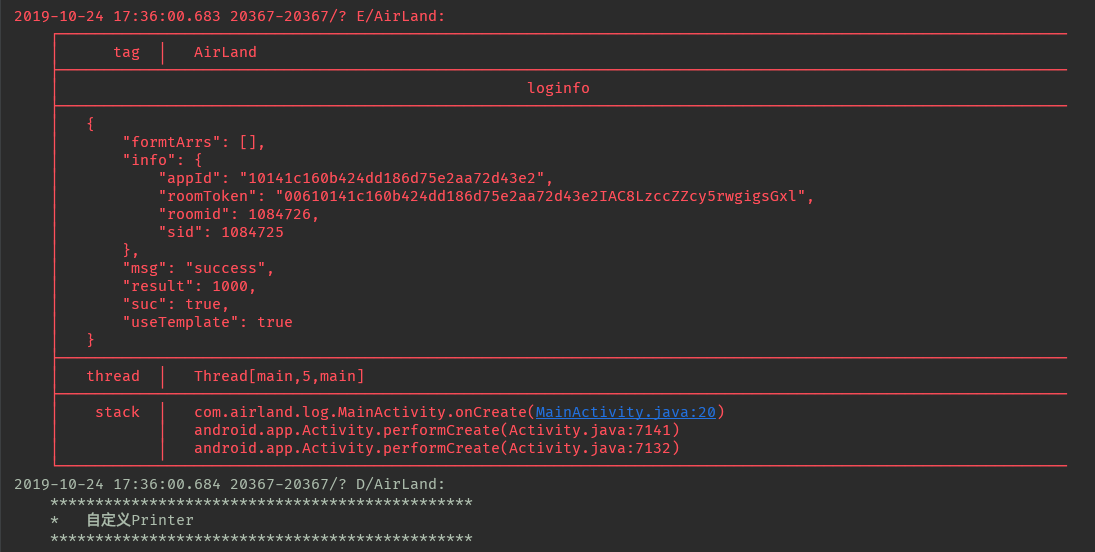 2019-10-24 17:36:00.683 20367-20367/? E/AirLand:
tag │ AirLand
loginfo
{
"formtArrs": [],
"info": {
"appId": "10141c160b424dd186d75e2aa72d43e2",
"roomToken": "00610141c160b424dd186d75e2aa72d43e2IAC8LzccZZcy5rwgigsGxl",
"roomid": 1084726,
"sid": 1084725
},
"msg": "success",
"result": 1000,
"suc": true,
"useTemplate": true
}
thread │ Thread[main,5,main]
stack │ com.airland.log.MainActivity.onCreate(MainActivity.java:20)
android.app.Activity.performCreate(Activity.java:7141)
android.app.Activity.performCreate(Activity.java:7132)
2019-10-24 17:36:00.684 20367-20367/? D/AirLand:
***********************************************
* 自定义Printer
***********************************************